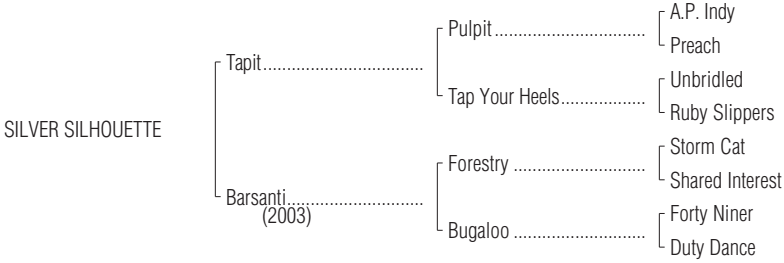 A.P. Indy
Pulpit..................................
Preach
Tapit....................................
Unbridled
Tap Your Heels...................
Ruby Slippers
SILVER SILHOUETTE
Storm Cat
Forestry ..............................
Shared Interest
Barsanti...............................
(2003)
Forty Niner
Bugaloo ..............................
Duty Dance